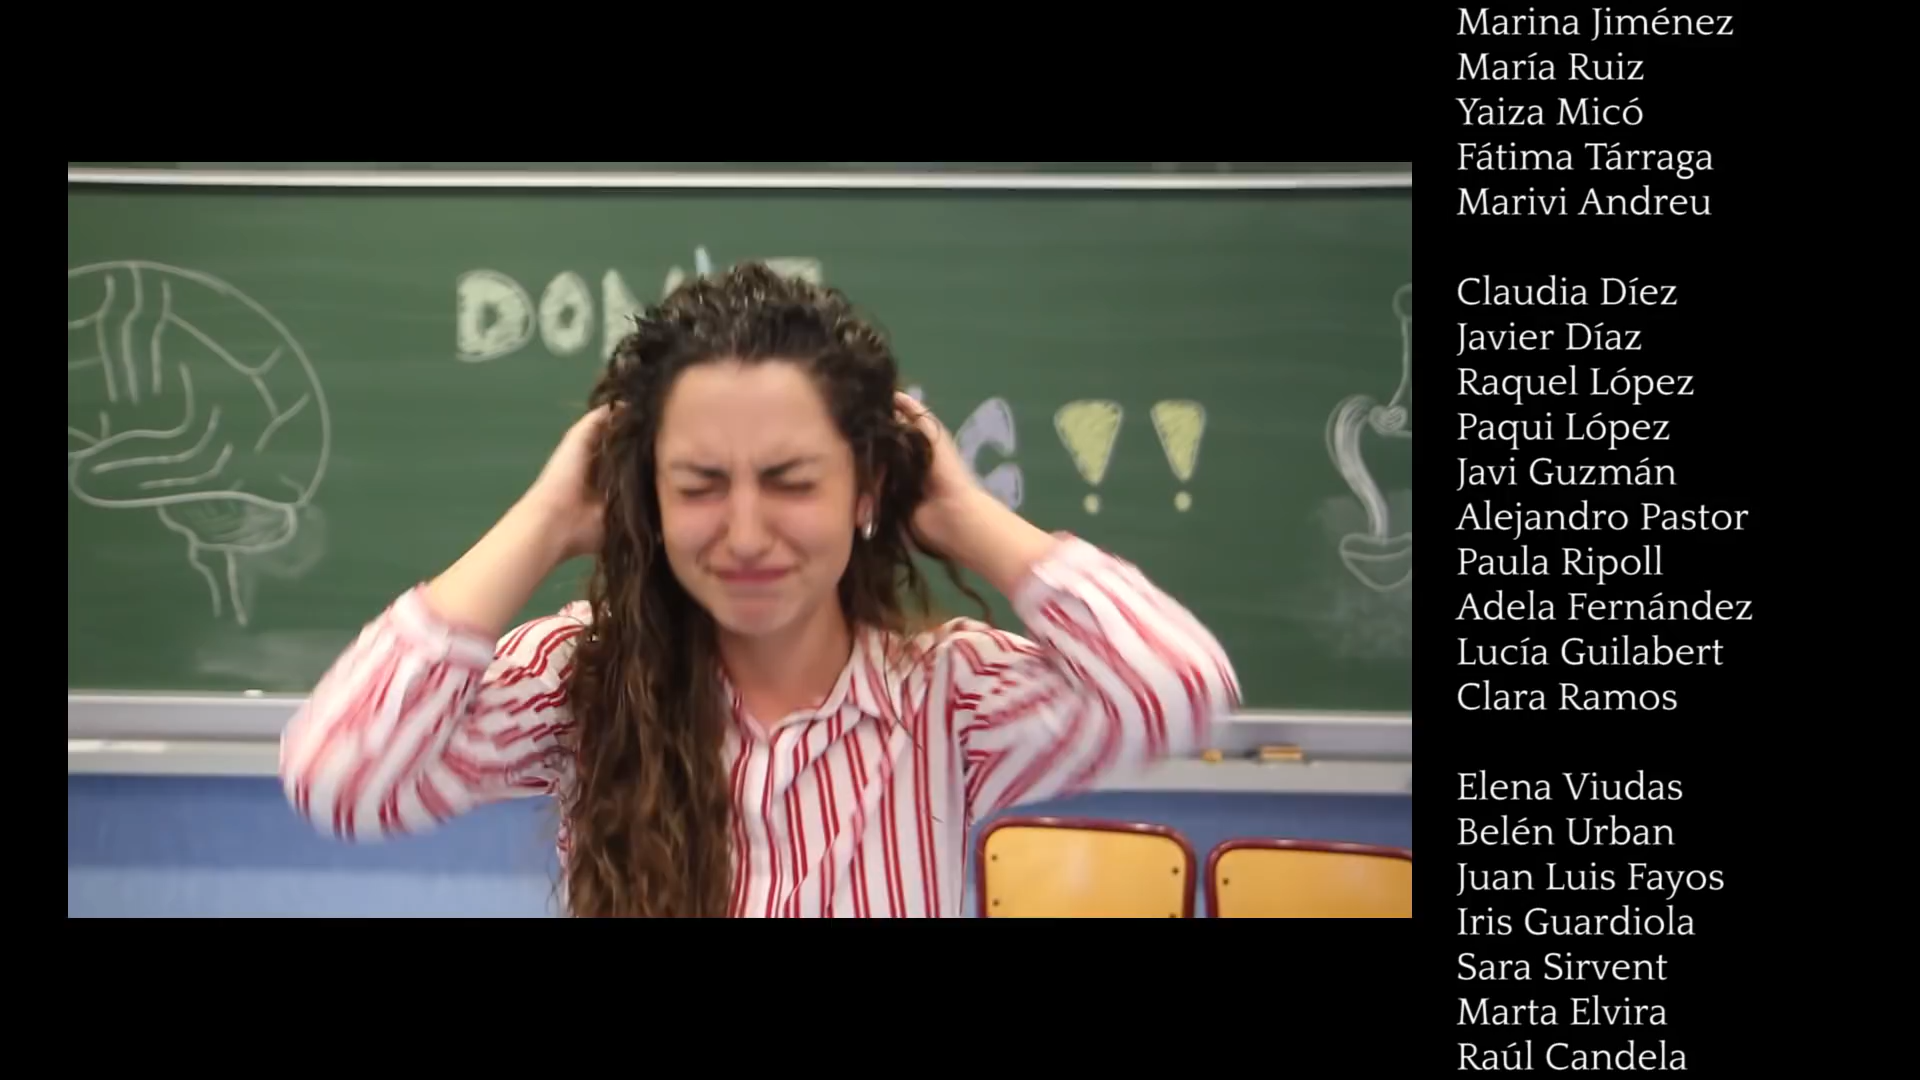 Marina Jiménez
María Ruiz
Yaiza Micó
Fátima Tárraga
Marivi Andreu
Claudia Díez
Javier Díaz
Raquel López
Paqui López
Javi Guzmán
Alejandro Pastor
Paula Ripoll
Adela Fernández
Lucía Guilabert
Clara Ramos
Elena Viudas
Belén Urban
Juan Luis Fayos
Iris Guardiola
Sara Sirvent
Marta Elvira
Raúl Candela